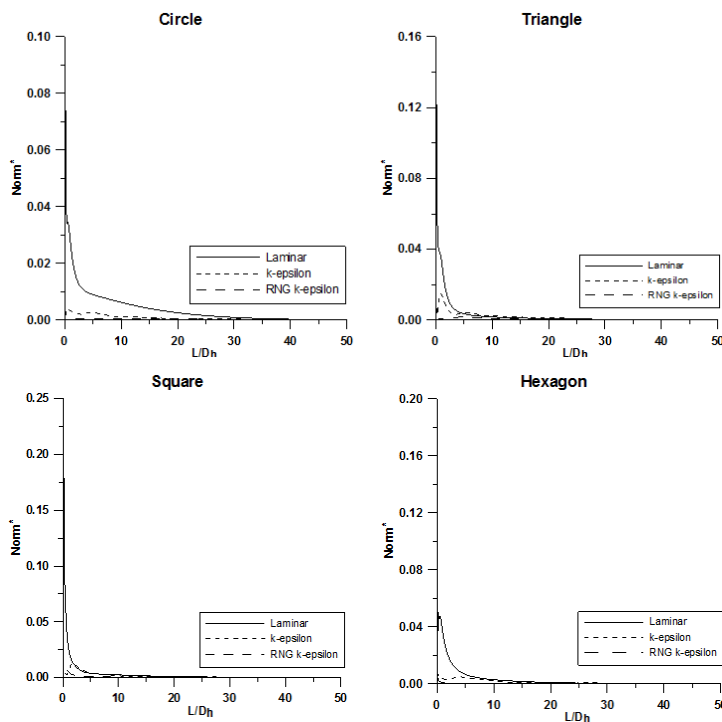 Circle
0.10
0.08
0.06
0.04
0.02
0.00
Norm*
0 10 20 30 40 50
L/Dh
Laminar
k-epsilon
RNG k-epsilon
Triangle
0.16
0.12
0.08
0.04
0.00
Norm*
0 10 20 30 40 50
L/Dh
Laminar
k-epsilon
RNG k-epsilon
Square
0.25
0.20
0.15
0.10
0.05
0.00
Norm*
0 10 20 30 40 50
L/Dh
Laminar
k-epsilon
RNG k-epsilon
Hexagon
0.20
0.16
0.12
0.08
0.04
0.00
Norm*
0 10 20 30 40 50
L/Dh
Laminar
k-epsilon
RNG k-epsilon